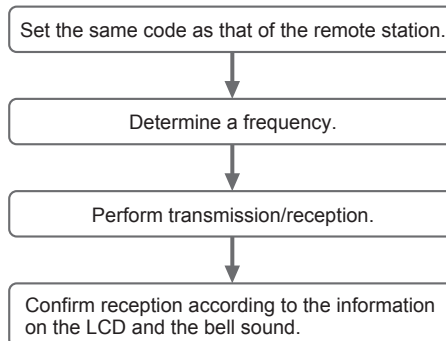 Set the same code as that of the remote station.
Determine a frequency.
Perform transmission/reception.
Confirm reception according to the information
on the LCD and the bell sound.